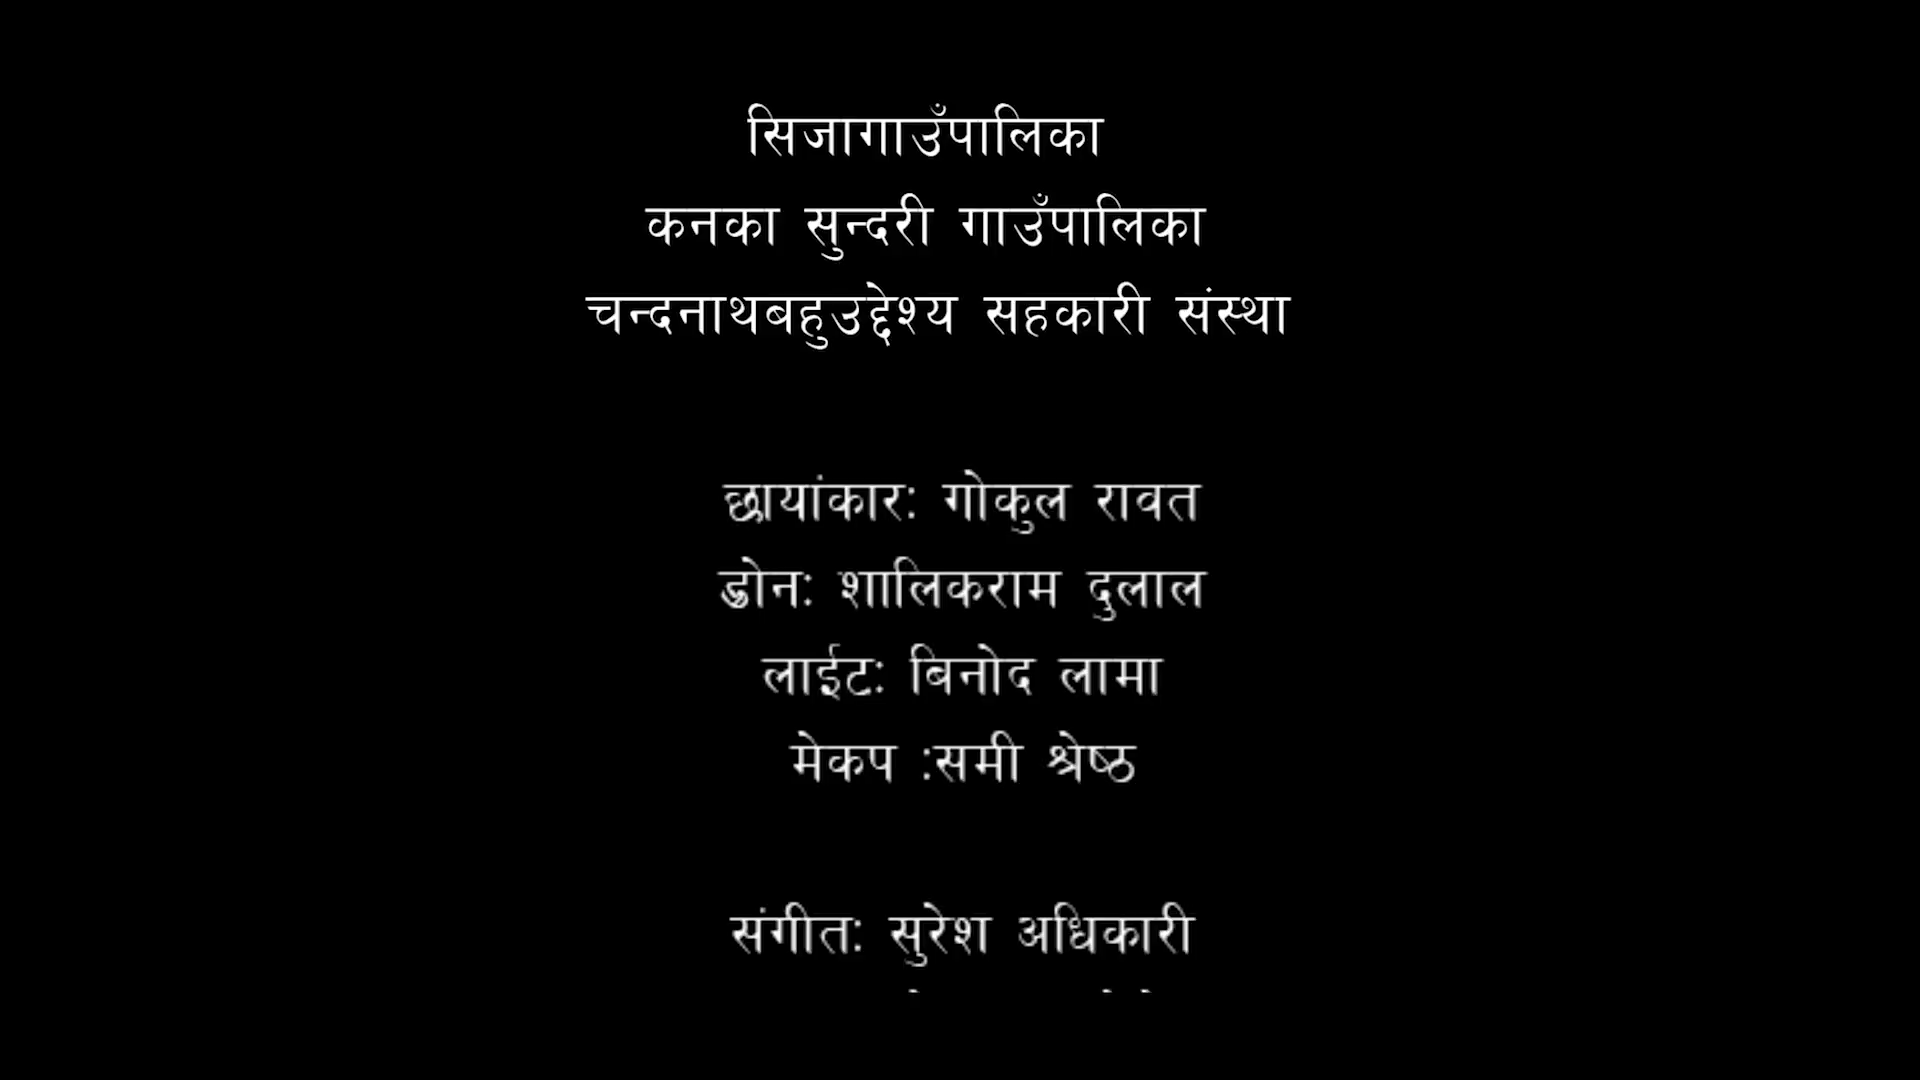 सिजागाउँपालिका
कनका सुन्दरी गाउँपालिका
चन्दनाथबहुउद्देश्य सहकारी संस्था
छायांकारः गोकुल रावत
ड्रोनः शालिकराम दुलाल
लाईटः बिनोद लामा
मेकप :समी श्रेष्ठ
संगीतः सुरेश अधिकारी